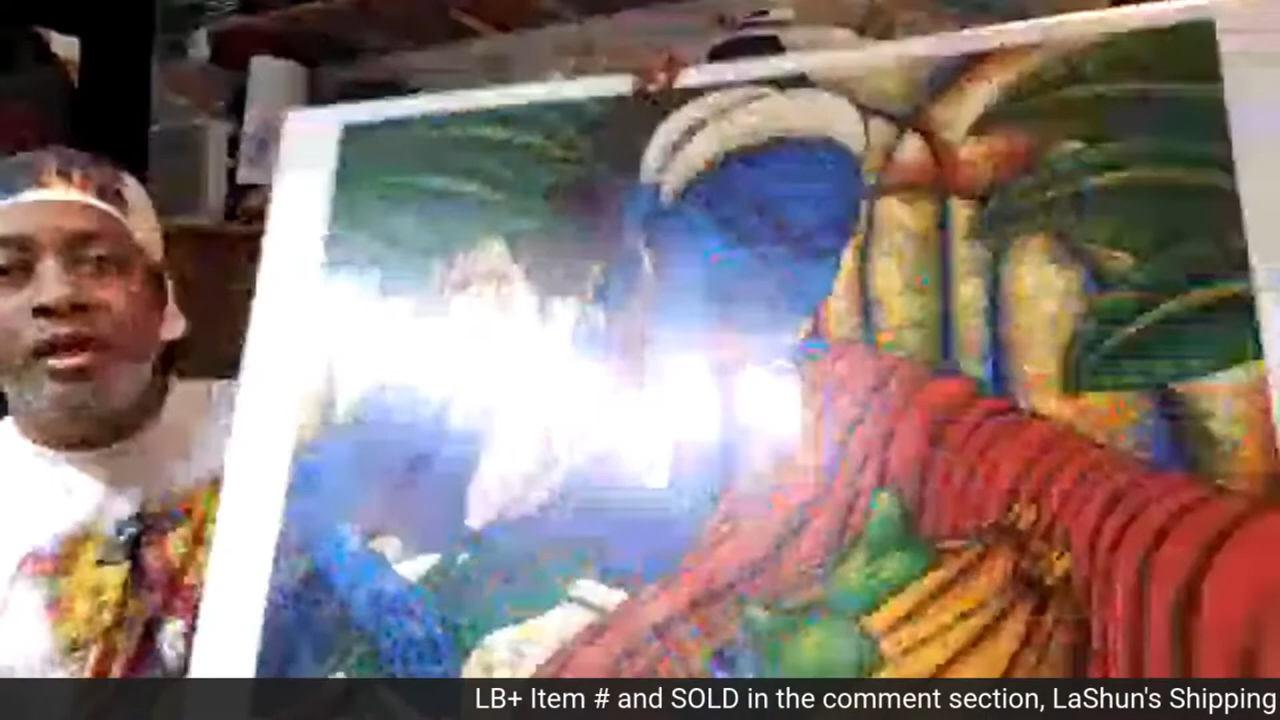 LB+ Item # and SOLD in the comment section, LaShun's Shipping